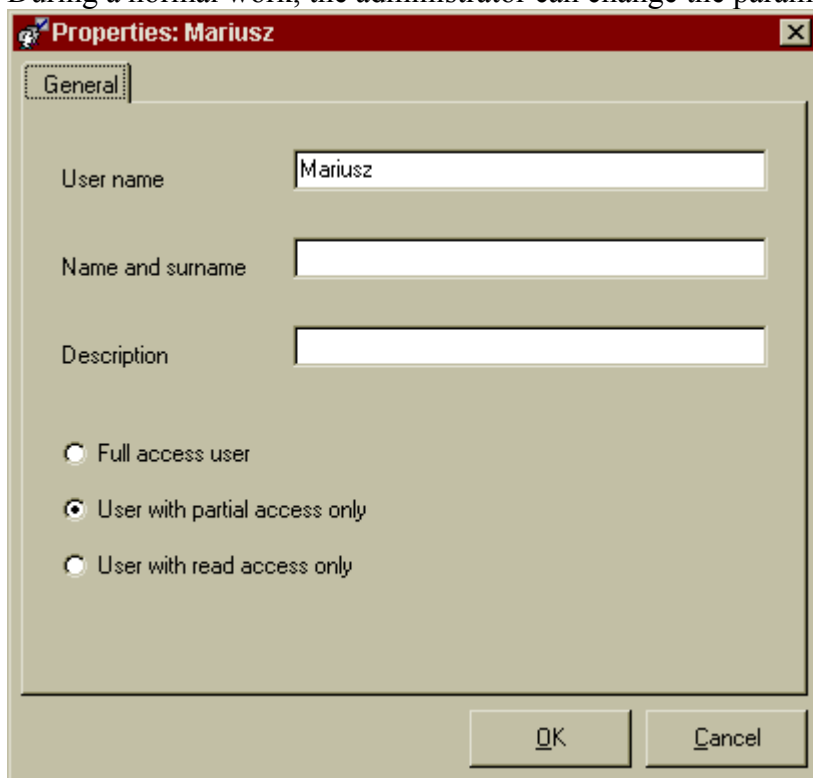 During a normal work, the administrator can change the param
Properties: Mariusz
General
User name
Mariusz
Name and surname
Description
Full access user
User with partial access only
User with read access only
OK
Cancel